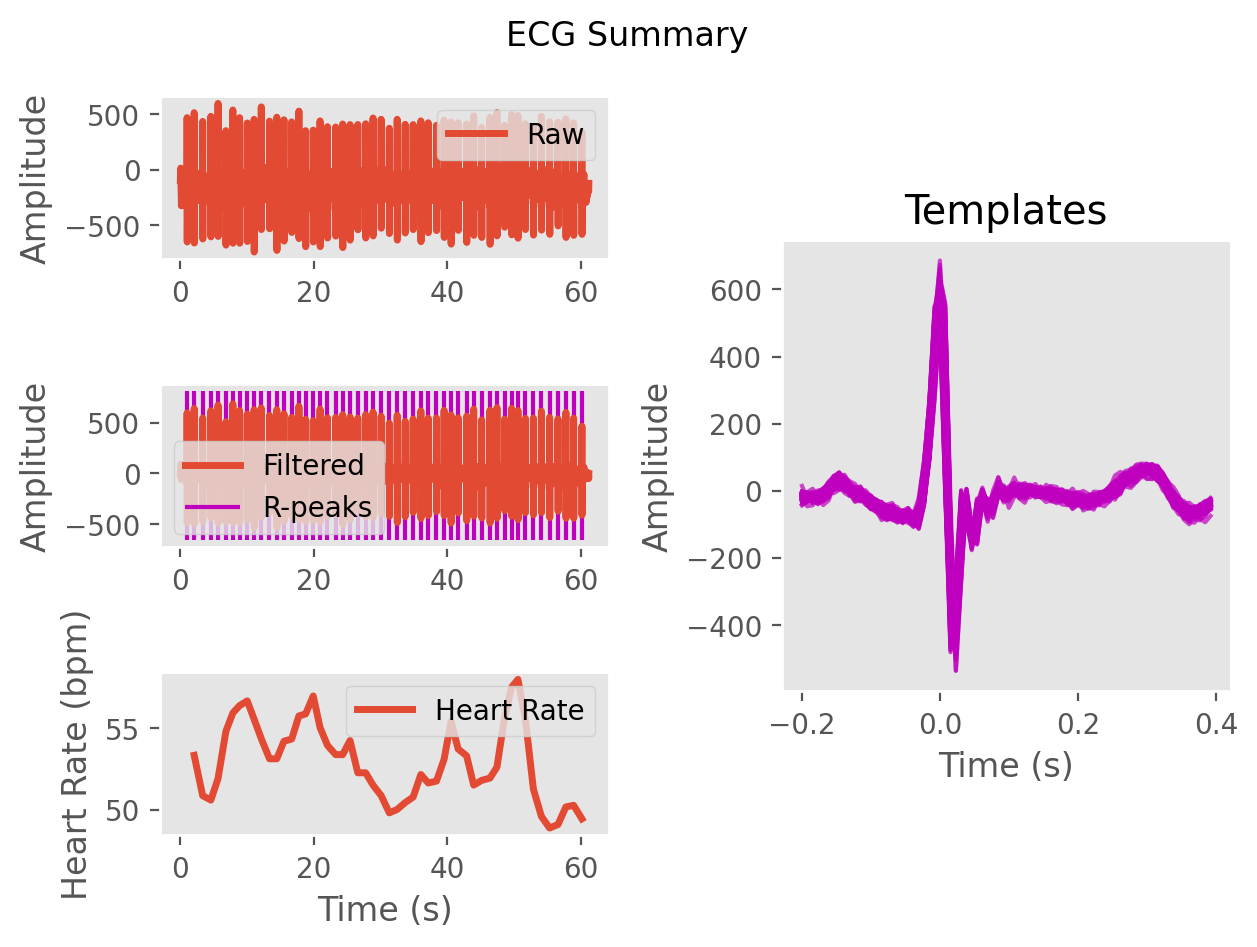 ECG Summary
Amplitude
500
0
−500
Raw
0 20 40 60
Amplitude
500
0
−500
Filtered
R-peaks
0 20 40 60
Heart Rate (bpm)
55
50
Heart Rate
0 20 40 60
Time (s)
Templates
Amplitude
600
400
200
0
−200
−400
−0.2 0.0 0.2 0.4
Time (s)